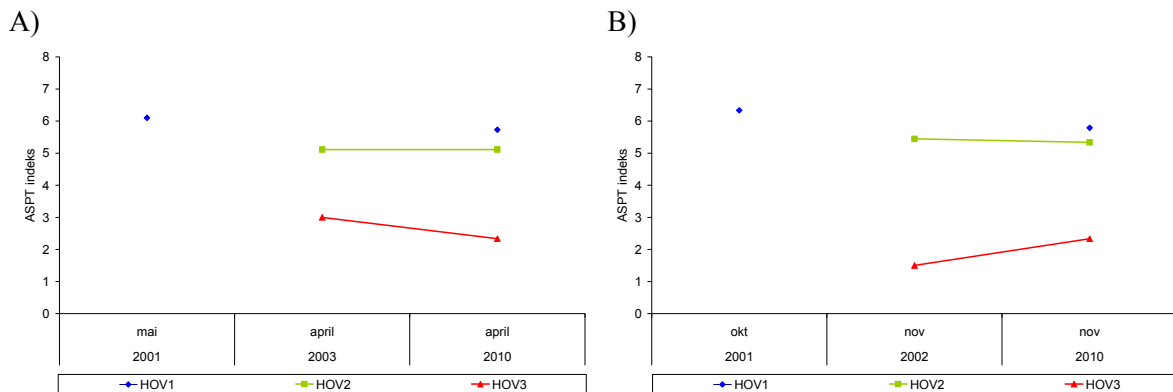 A)
8
7
6
5
4
3
2
1
0
ASPT indeks
mai april april
2001 2003 2010
HOV1 HOV2 HOV3
B)
8
7
6
5
4
3
2
1
0
ASPT indeks
okt nov nov
2001 2002 2010
HOV1 HOV2 HOV3